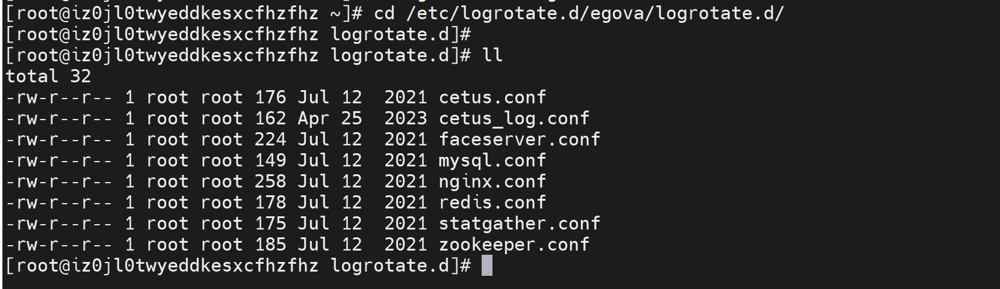 [root@iz0jl0twyeddkesxcfhzfhz ~]# cd /etc/logrotate.d/egova/logrotate.d/
[root@iz0jl0twyeddkesxcfhzfhz logrotate.d]#
[root@iz0jl0twyeddkesxcfhzfhz logrotate.d]# ll
total 32
-rw-r--r-- 1 root root 176 Jul 12  2021 cetus.conf
-rw-r--r-- 1 root root 162 Apr 25  2023 cetus_log.conf
-rw-r--r-- 1 root root 224 Jul 12  2021 faceserver.conf
-rw-r--r-- 1 root root 149 Jul 12  2021 mysql.conf
-rw-r--r-- 1 root root 258 Jul 12  2021 nginx.conf
-rw-r--r-- 1 root root 178 Jul 12  2021 redis.conf
-rw-r--r-- 1 root root 175 Jul 12  2021 statgather.conf
-rw-r--r-- 1 root root 185 Jul 12  2021 zookeeper.conf
[root@iz0jl0twyeddkesxcfhzfhz logrotate.d]#